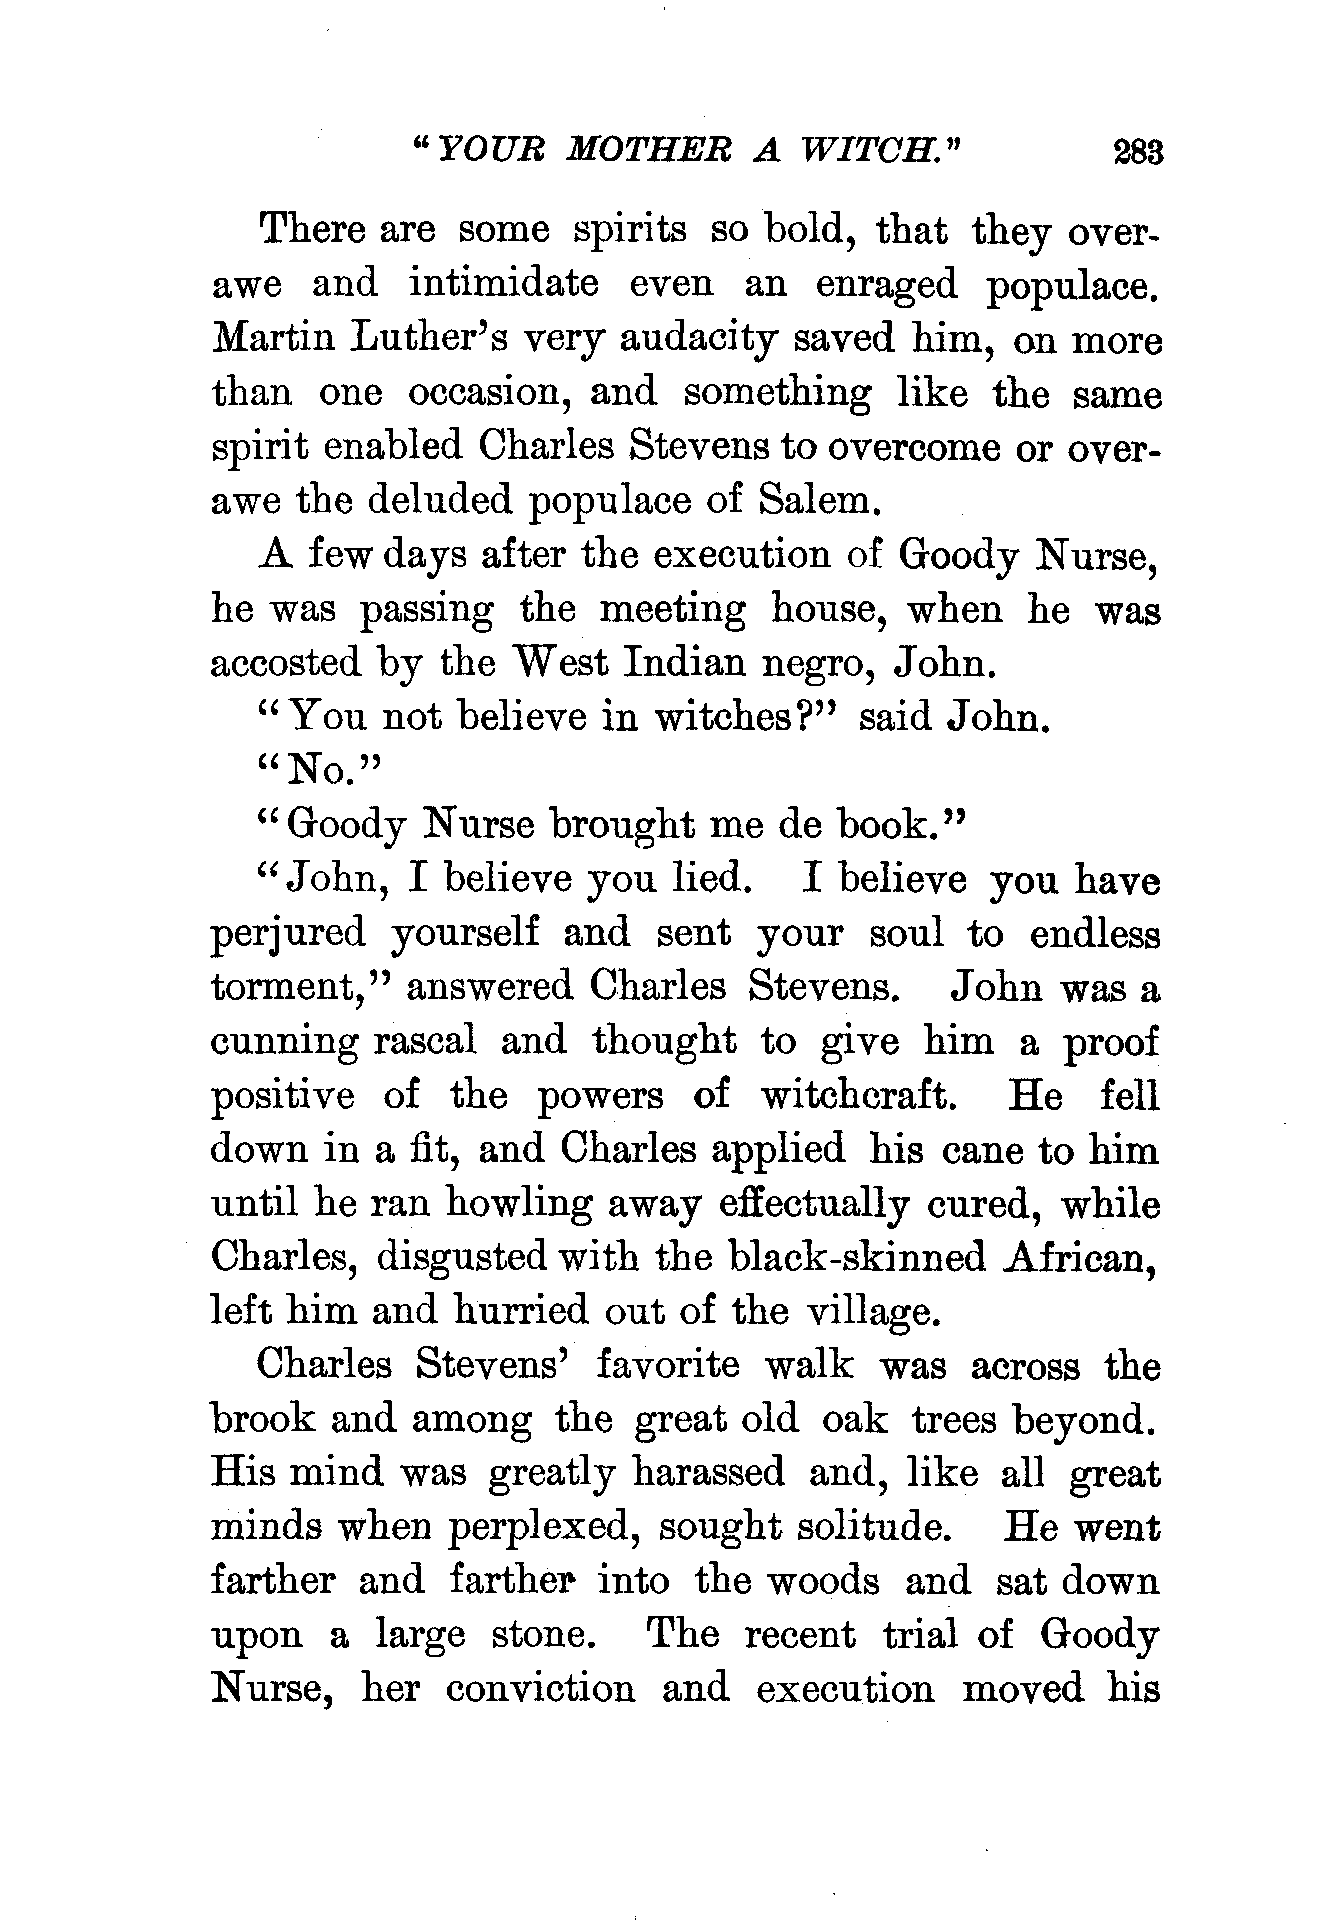 "YOUR MOTHER A WITCH." 283
There are some spirits so bold, that they over-
awe and intimidate even an enraged populace.
Martin Luther's very audacity saved him, on more
than one occasion, and something like the same
spirit enabled Charles Stevens to overcome or over-
awe the deluded populace of Salem.
A few days after the execution of Goody Nurse,
he was passing the meeting house, when he was
accosted by the West Indian negro, John.
"You not believe in witches?" said John.
"No."
"Goody Nurse brought me de book."
"John, I believe you lied. I believe you have
perjured yourself and sent your soul to endless
torment," answered Charles Stevens. John was a
cunning rascal and thought to give him a proof
positive of the powers of witchcraft. He fell
down in a fit, and Charles applied his cane to him
until he ran howling away effectually cured, while
Charles, disgusted with the black-skinned African,
left him and hurried out of the village.
Charles Stevens' favorite walk was across the
brook and among the great old oak trees beyond.
His mind was greatly harassed and, like all great
minds when perplexed, sought solitude. He went
farther and farther into the woods and sat down
upon a large stone. The recent trial of Goody
Nurse, her conviction and execution moved his